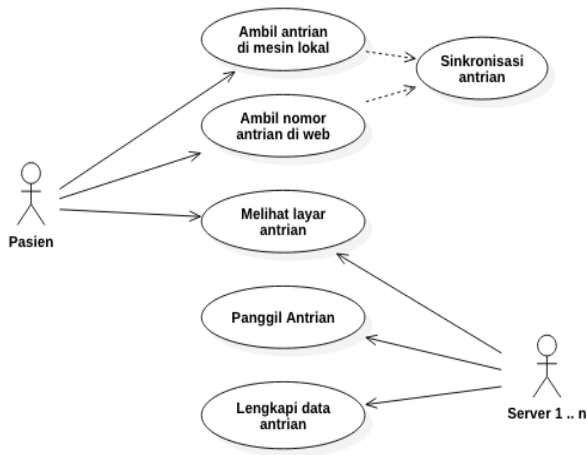 Ambil antrian
di mesin lokal
Sinkronisasi
antrian
Ambil nomor
antrian di web
Pasien
Melihat layar
antrian
Panggil Antrian
Lengkapi data
antrian
Server 1 .. n